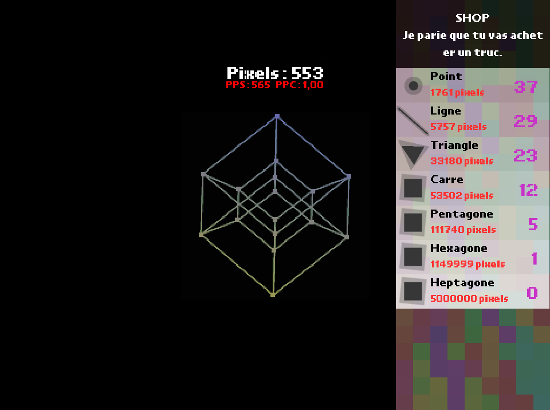 Pixels: 553
PPS: 565 PPC: 1,00
SHOP
Je parie que tu vas achet
er un truc.
Point
1761 pixels
37
Ligne
5757 pixels
29
Triangle
33180 pixels
23
Carre
53502 pixels
12
Pentagone
111740 pixels
5
Hexagone
1149999 pixels
1
Heptagone
5000000 pixels
0